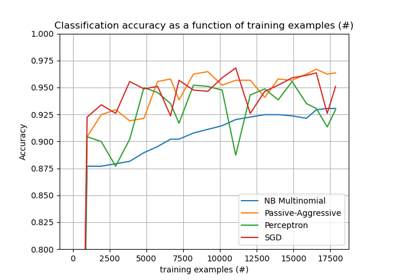 Classification accuracy as a function of training examples (#)
1.000
0.975
0.950
0.925
0.900
0.875
0.850
0.825
0.800
Accuracy
NB Multinomial
Passive-Aggressive
Perceptron
SGD
0 2500 5000 7500 10000 12500 15000 17500
training examples (#)